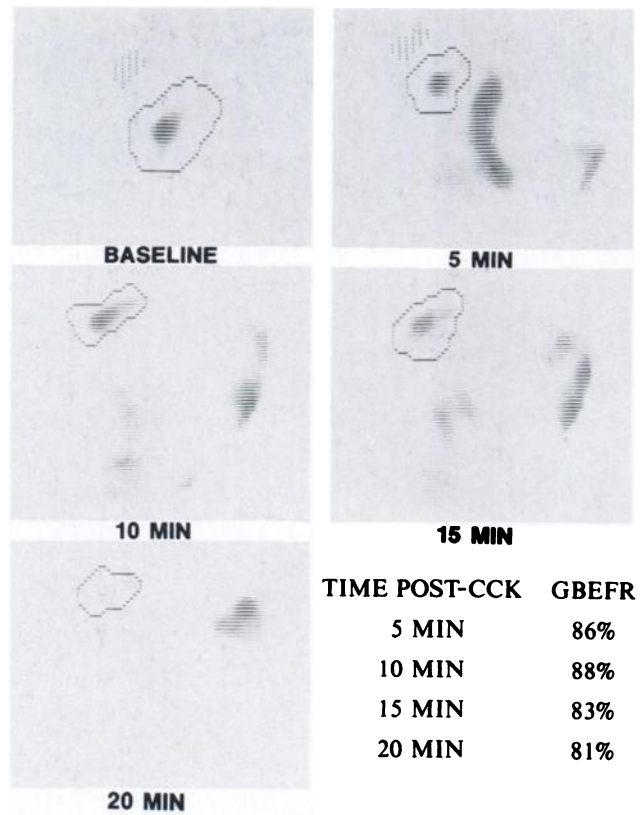 BASELINE
5 MIN
10 MIN
15 MIN
20 MIN
TIME POST-CCK GBEFR
5 MIN 86%
10 MIN 88%
15 MIN 83%
20 MIN 81%